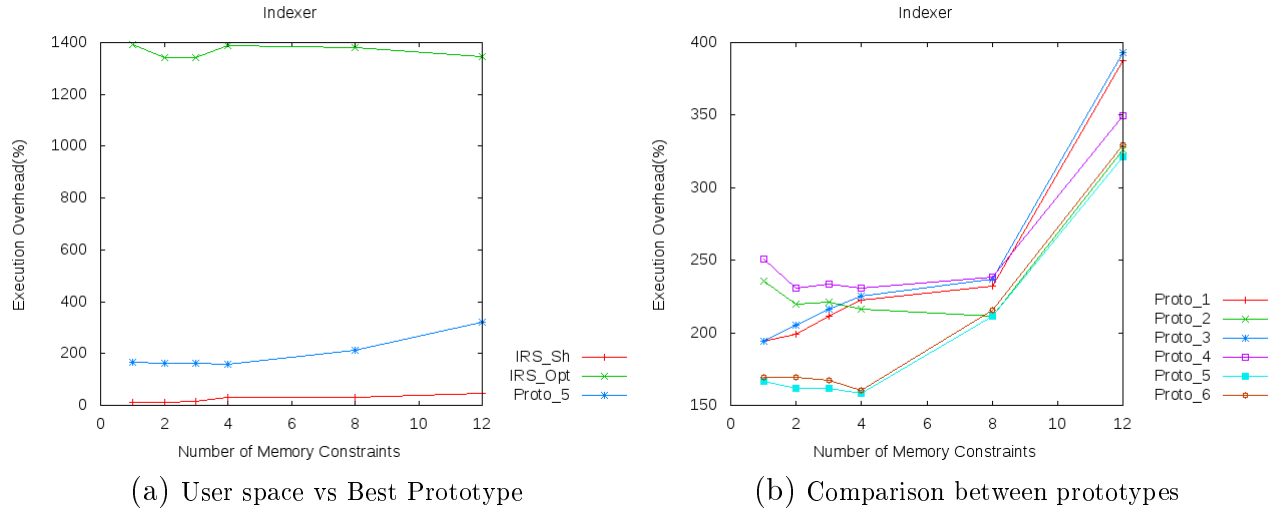 Indexer
1400
1200
1000
800
600
400
200
0
0 2 4 6 8 10 12
Execution Overhead(%)
Number of Memory Constraints
IRS_Sh
IRS_Opt
Proto_5
(a) User space vs Best Prototype
Indexer
400
350
300
250
200
150
0 2 4 6 8 10 12
Execution Overhead(%)
Number of Memory Constraints
Proto_1
Proto_2
Proto_3
Proto_4
Proto_5
Proto_6
(b) Comparison between prototypes